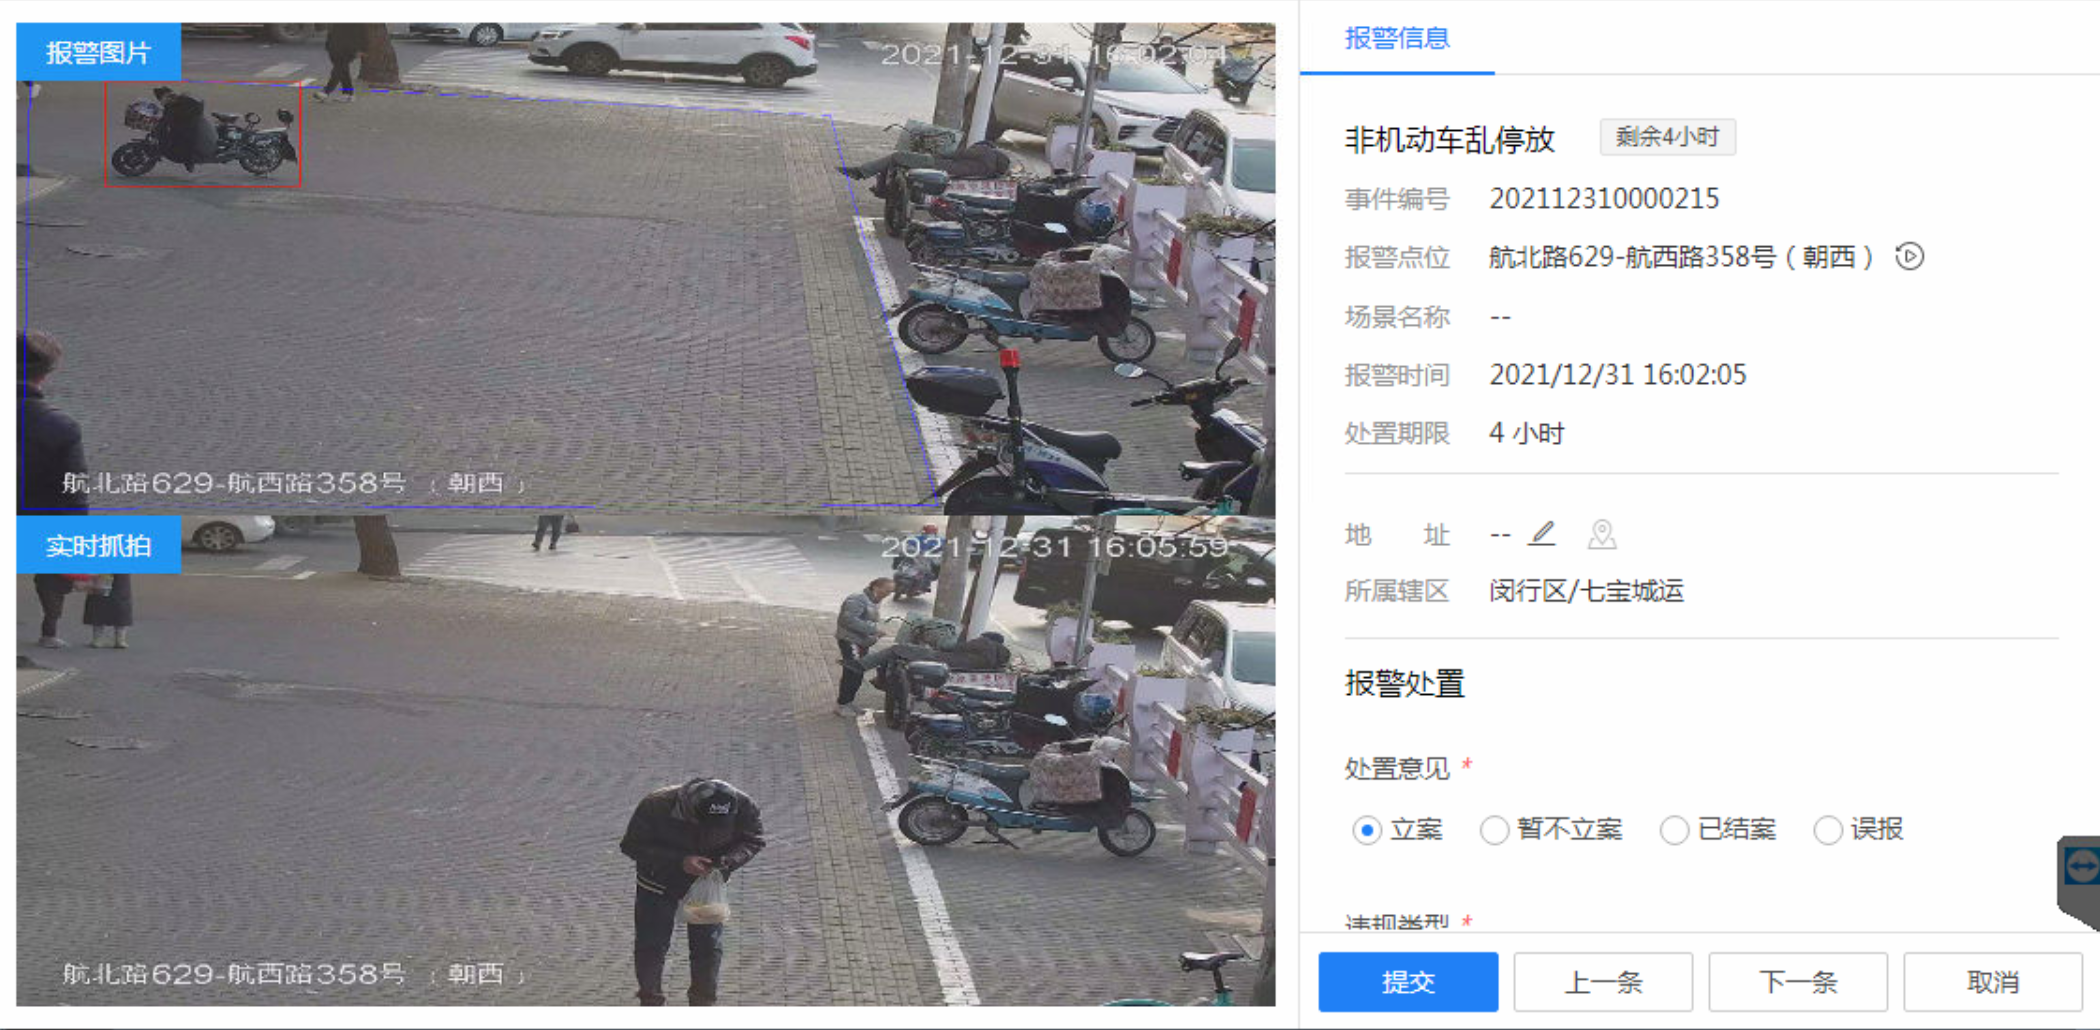 报警图片
2021-12-31 16:02:04
航北路629-航西路358号（朝西）
实时抓拍
2021-12-31 16:05:59
航北路629-航西路358号（朝西）
报警信息
非机动车乱停放 剩余4小时
事件编号 202112310000215
报警点位 航北路629-航西路358号（朝西）
场景名称 --
报警时间 2021/12/31 16:02:05
处置期限 4 小时
地 址 --
所属辖区 闵行区/七宝城运
报警处置
处置意见 *
立案 暂不立案 已结案 误报
违规类型 *
提交 上一条 下一条 取消